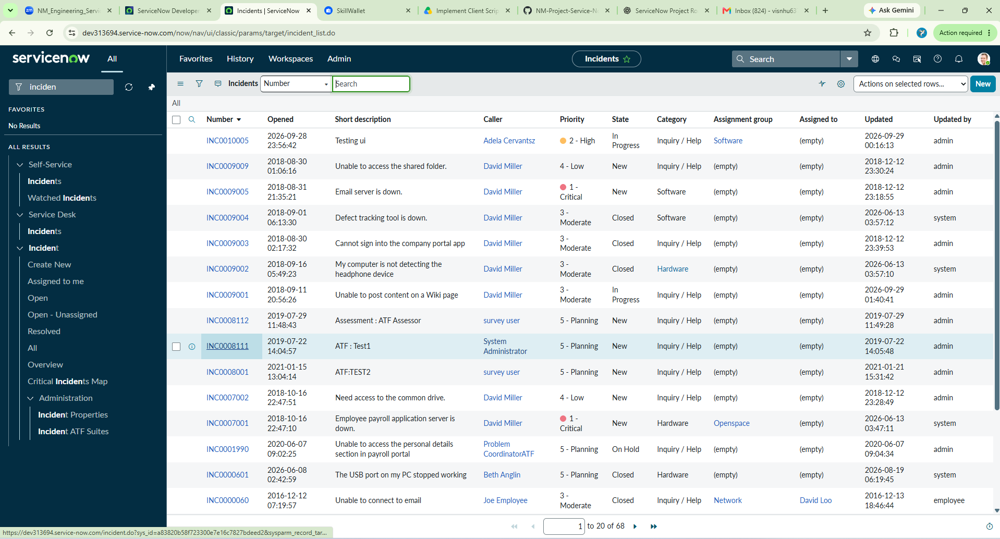 NM_Engineering_Servi
ServiceNow Developer
Incidents | ServiceNow
SkillWallet
Implement Client Scrip
NM-Project-Service-N
ServiceNow Project Ro
Inbox (824) - visnhu63
Ask Gemini
dev313694.service-now.com/now/nav/ui/classic/params/target/incident_list.do
Action required
servicenow
All
Favorites
History
Workspaces
Admin
Incidents
Search
inciden
FAVORITES
No Results
ALL RESULTS
Self-Service
Incidents
Watched Incidents
Service Desk
Incidents
Incident
Create New
Assigned to me
Open
Open - Unassigned
Resolved
All
Overview
Critical Incidents Map
Administration
Incident Properties
Incident ATF Suites
Incidents
Number
Search
Actions on selected rows...
New
All
Number Opened Short description Caller Priority State Category Assignment group Assigned to Updated Updated by
INC0010005 2026-09-28 23:56:42 Testing ui Adela Cervantsz 2 - High In Progress Inquiry / Help Software (empty) 2026-09-29 00:16:13 admin
INC0009009 2018-08-30 01:06:16 Unable to access the shared folder. David Miller 4 - Low New Inquiry / Help (empty) (empty) 2018-12-12 23:30:24 admin
INC0009005 2018-08-31 21:35:21 Email server is down. David Miller 1 - Critical New Software (empty) (empty) 2018-12-12 23:18:55 admin
INC0009004 2018-09-01 06:13:30 Defect tracking tool is down. David Miller 3 - Moderate Closed Software (empty) (empty) 2026-06-13 03:57:12 system
INC0009003 2018-08-30 02:17:32 Cannot sign into the company portal app David Miller 3 - Moderate Closed Inquiry / Help (empty) (empty) 2018-12-12 23:39:53 admin
INC0009002 2018-09-16 05:49:23 My computer is not detecting the headphone device David Miller 3 - Moderate Closed Hardware (empty) (empty) 2026-06-13 03:57:10 system
INC0009001 2018-09-11 20:56:26 Unable to post content on a Wiki page David Miller 3 - Moderate In Progress Inquiry / Help (empty) (empty) 2026-09-29 01:40:41 admin
INC0008112 2019-07-29 11:48:43 Assessment : ATF Assessor survey user 5 - Planning New Inquiry / Help (empty) (empty) 2019-07-29 11:49:28 admin
INC0008111 2019-07-22 14:04:57 ATF : Test1 System Administrator 5 - Planning New Inquiry / Help (empty) (empty) 2019-07-22 14:05:48 admin
INC0008001 2021-01-15 13:04:14 ATF:TEST2 survey user 5 - Planning New Inquiry / Help (empty) (empty) 2021-01-21 15:31:42 admin
INC0007002 2018-10-16 22:47:51 Need access to the common drive. David Miller 4 - Low New Inquiry / Help (empty) (empty) 2018-12-12 23:28:49 admin
INC0007001 2018-10-16 22:47:10 Employee payroll application server is down. David Miller 1 - Critical New Hardware Openspace (empty) 2026-06-13 03:47:11 system
INC0001990 2020-06-07 09:02:25 Unable to access the personal details section in payroll portal Problem CoordinatorATF 5 - Planning On Hold Inquiry / Help (empty) (empty) 2020-06-07 09:04:34 admin
INC0000601 2026-06-08 02:42:59 The USB port on my PC stopped working Beth Anglin 5 - Planning Closed Hardware (empty) (empty) 2026-08-19 06:19:45 system
INC0000060 2016-12-12 07:19:57 Unable to connect to email Joe Employee 3 - Moderate Closed Inquiry / Help Network David Loo 2016-12-13 18:46:44 employee
1 to 20 of 68
https://dev313694.service-now.com/incident.do?sys_id=a83820b58f723300e7e16c7827bdeed2&sysparm_record_tar...